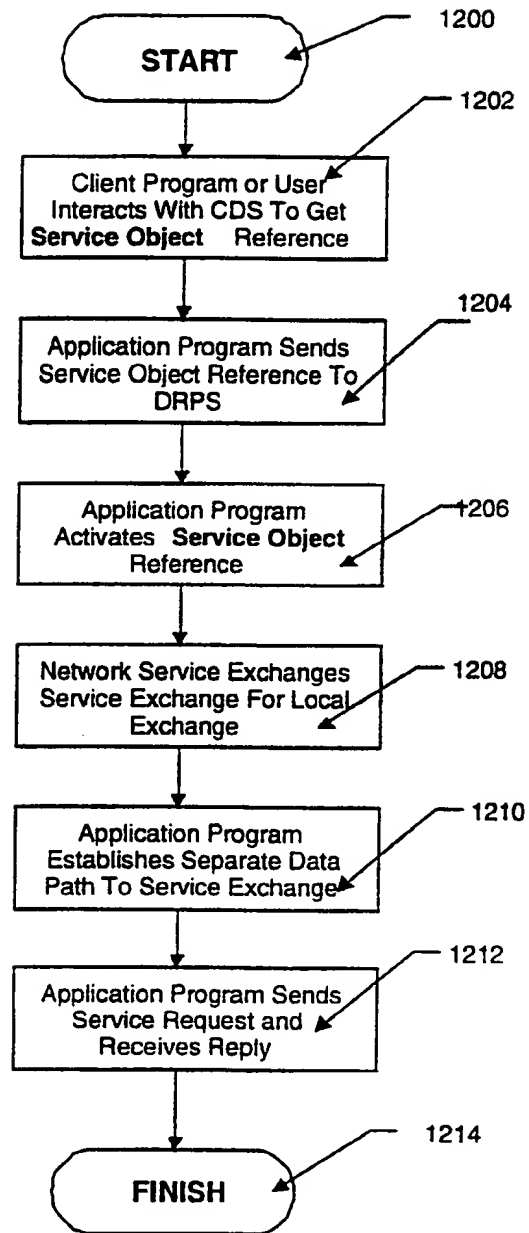 1200
START
1202
Client Program or User
Interacts With CDS To Get
Service Object Reference
1204
Application Program Sends
Service Object Reference To
DRPS
1206
Application Program
Activates Service Object
Reference
1208
Network Service Exchanges
Service Exchange For Local
Exchange
1210
Application Program
Establishes Separate Data
Path To Service Exchange
1212
Application Program Sends
Service Request and
Receives Reply
1214
FINISH